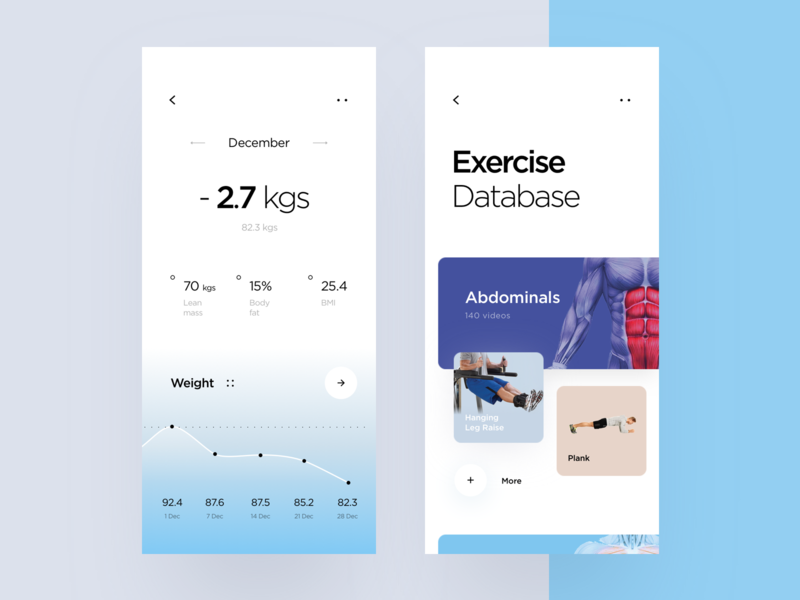 December
- 2.7 kgs
82.3 kgs
70 kgs
Lean
mass
15%
Body
fat
25.4
BMI
Weight
92.4 87.6 87.5 85.2 82.3
1 Dec 7 Dec 14 Dec 21 Dec 28 Dec
Exercise
Database
Abdominals
140 videos
Hanging
Leg Raise
Plank
+ More